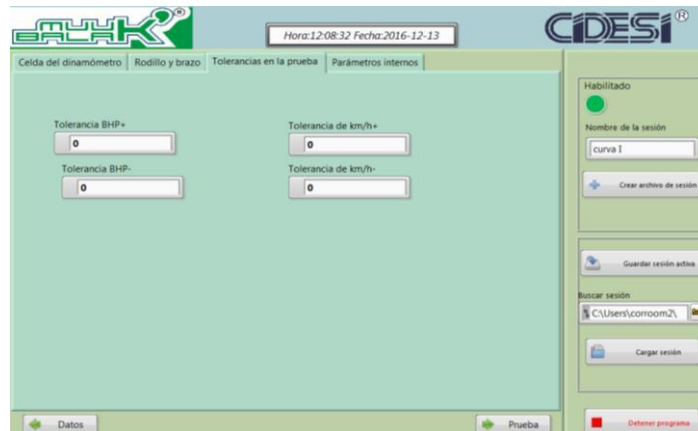 BALAK
CIDESI®
Hora:12:08:32 Fecha:2016-12-13
Celda del dinamómetro Rodillo y brazo Tolerancias en la prueba Parámetros internos
Tolerancia BHP+
0
Tolerancia de km/h+
0
Tolerancia BHP-
0
Tolerancia de km/h-
0
Habilitado
Nombre de la sesión
curva I
Crear archivo de sesión
Guardar sesión activa
Buscar sesión
C:\Users\corroom2\
Cargar sesión
Datos
Prueba
Detener programa